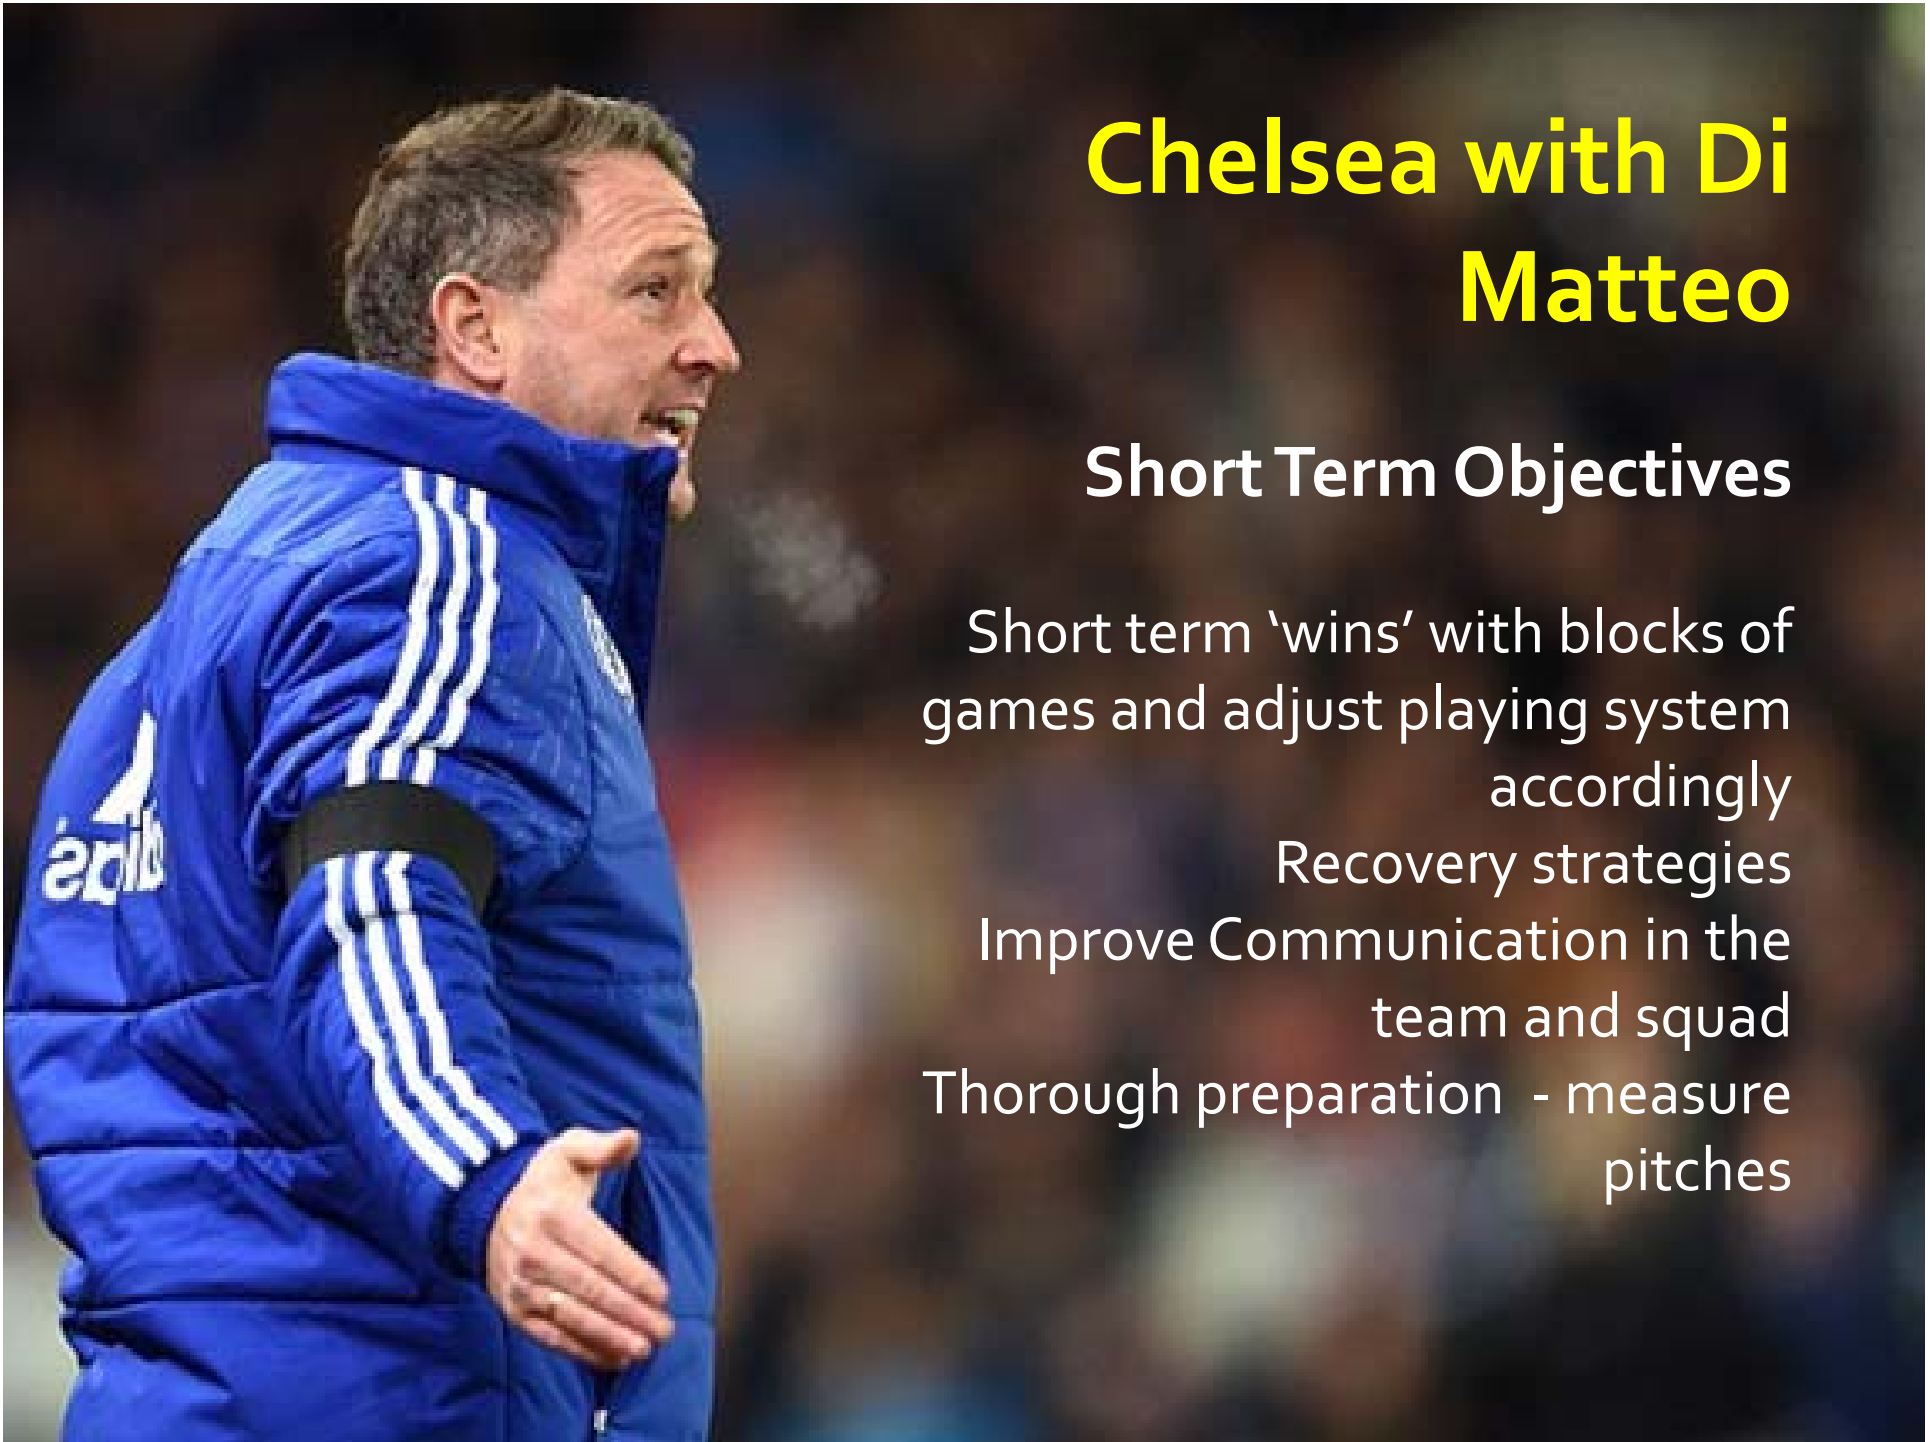 Chelsea with Di
Matteo
Short Term Objectives
Short term ‘wins’ with blocks of
games and adjust playing system
accordingly
Recovery strategies
Improve Communication in the
team and squad
Thorough preparation  - measure
pitches
adidas